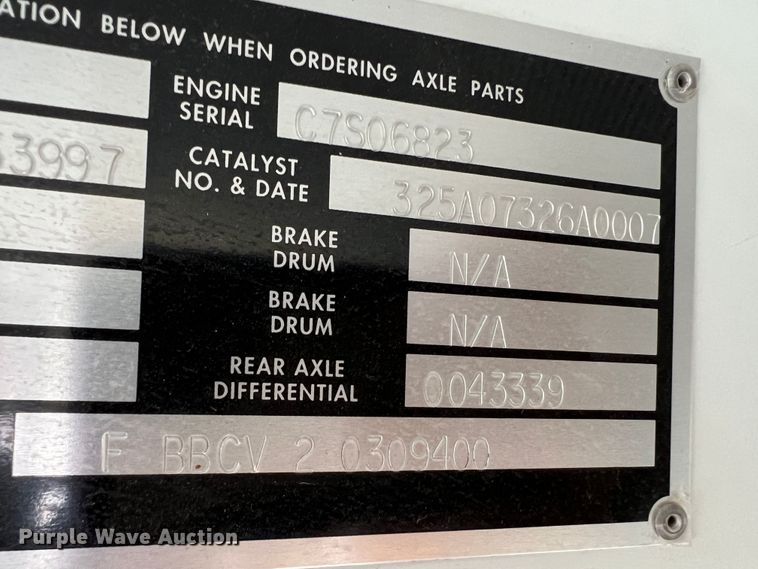 ATION BELOW WHEN ORDERING AXLE PARTS
ENGINE
SERIAL
C7S06823
53997
CATALYST
NO. & DATE
325A07326A0007
BRAKE
DRUM
N/A
BRAKE
DRUM
N/A
REAR AXLE
DIFFERENTIAL
0043339
F BBCV 2 0309400
Purple Wave Auction